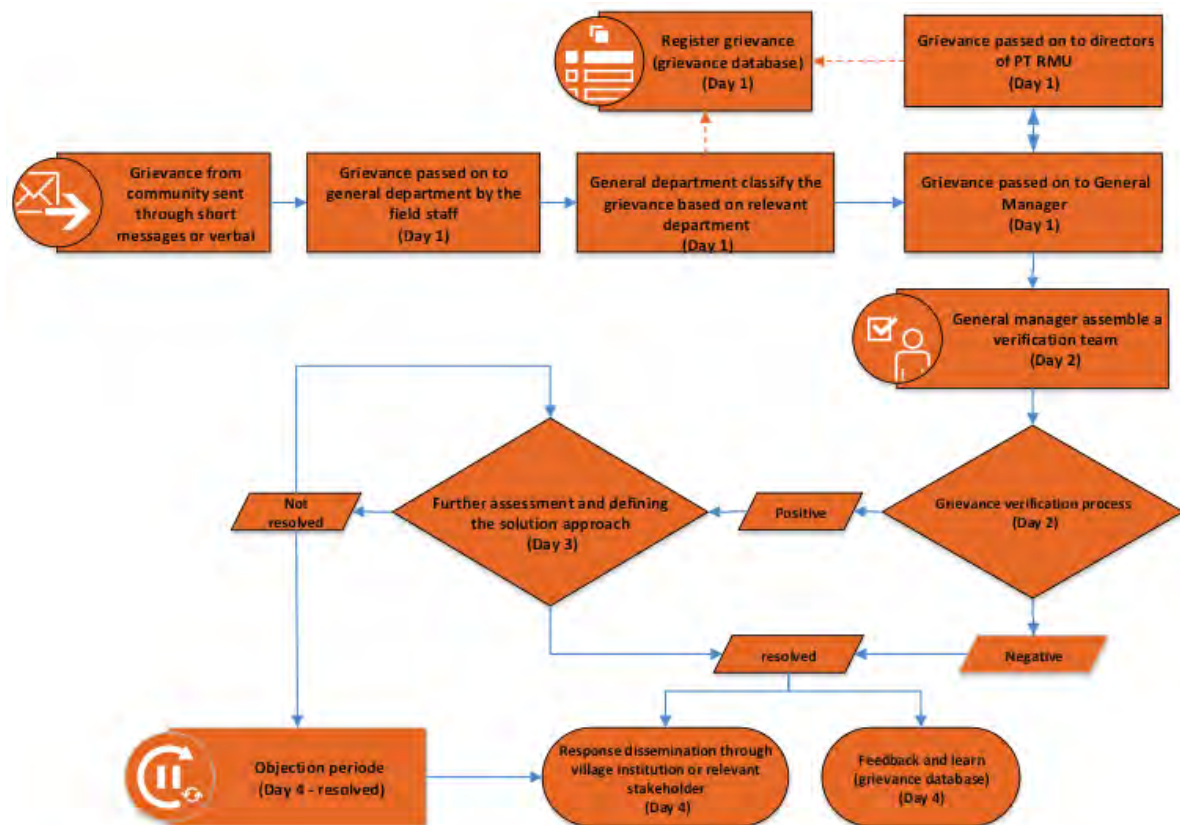 Register grievance
(grievance database)
(Day 1)
Grievance passed on to directors
of PT RMU
(Day 1)
Grievance from
community sent
through short
messages or verbal
Grievance passed on to
general department by the
field staff
(Day 1)
General department classify the
grievance based on relevant
department
(Day 1)
Grievance passed on to General
Manager
(Day 1)
General manager assemble a
verification team
(Day 2)
Grievance verification process
(Day 2)
Positive
Further assessment and defining
the solution approach
(Day 3)
Not
resolved
Negative
resolved
Objection periode
(Day 4 - resolved)
Response dissemination through
village institution or relevant
stakeholder
(Day 4)
Feedback and learn
(grievance database)
(Day 4)